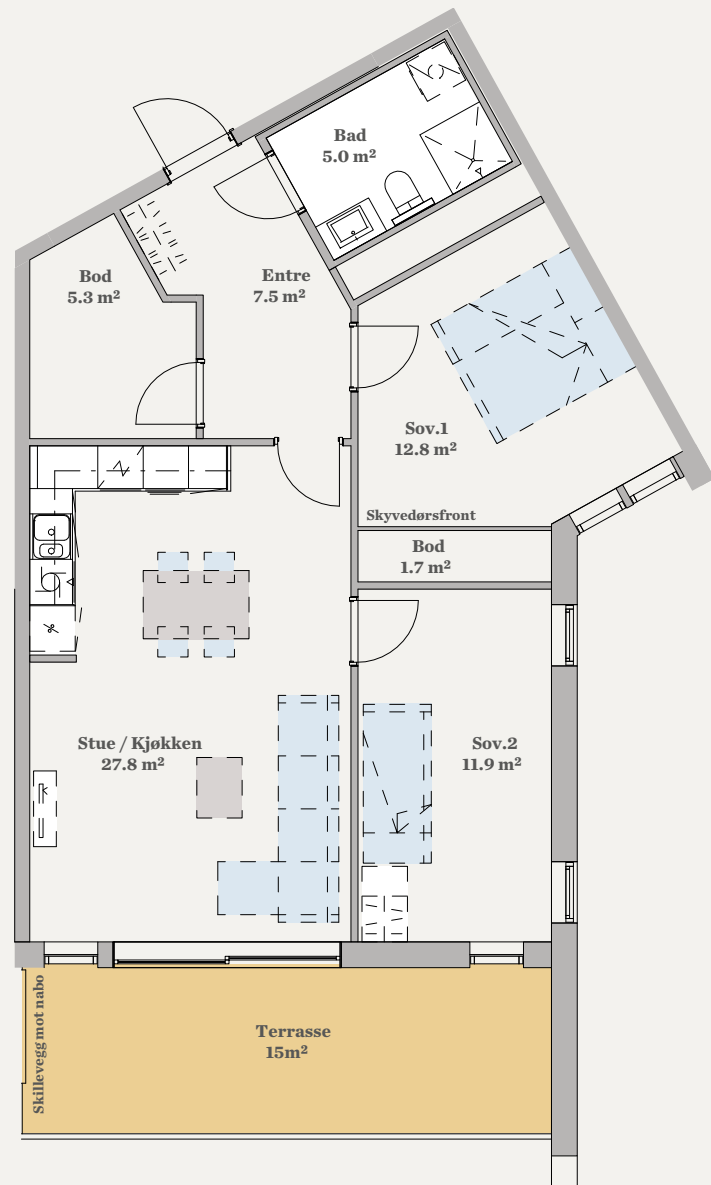 Bad
5.0 m²
Bod
5.3 m²
Entre
7.5 m²
Sov.1
12.8 m²
Skyvedørsfront
Bod
1.7 m²
Stue / Kjøkken
27.8 m²
Sov.2
11.9 m²
Skillevegg mot nabo
Terrasse
15m²